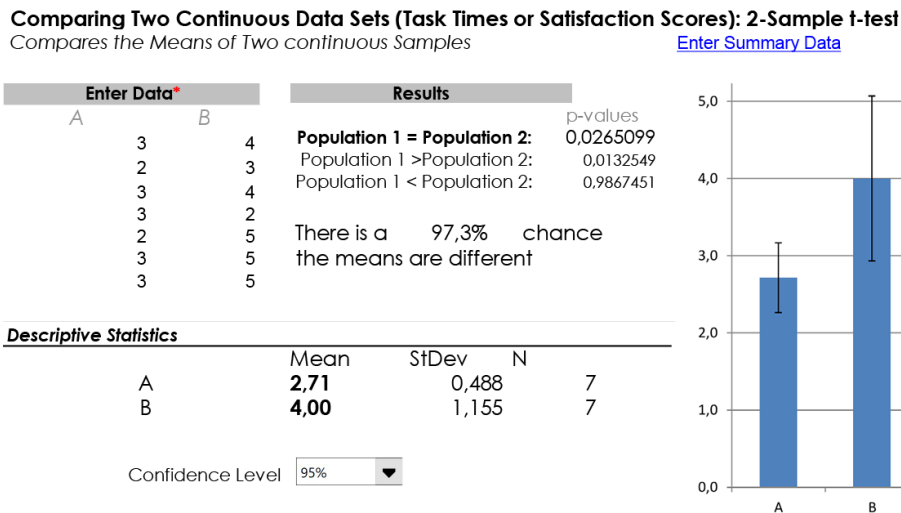 Comparing Two Continuous Data Sets (Task Times or Satisfaction Scores): 2-Sample t-test
Compares the Means of Two continuous Samples
Enter Summary Data
Enter Data*
A B
3 4
2 3
3 4
3 2
2 5
3 5
3 5
Results
p-values
Population 1 = Population 2: 0,0265099
Population 1 >Population 2: 0,0132549
Population 1 < Population 2: 0,9867451
There is a 97,3% chance
the means are different
Descriptive Statistics
Mean StDev N
A 2,71 0,488 7
B 4,00 1,155 7
Confidence Level 95%
5,0
4,0
3,0
2,0
1,0
0,0
A B